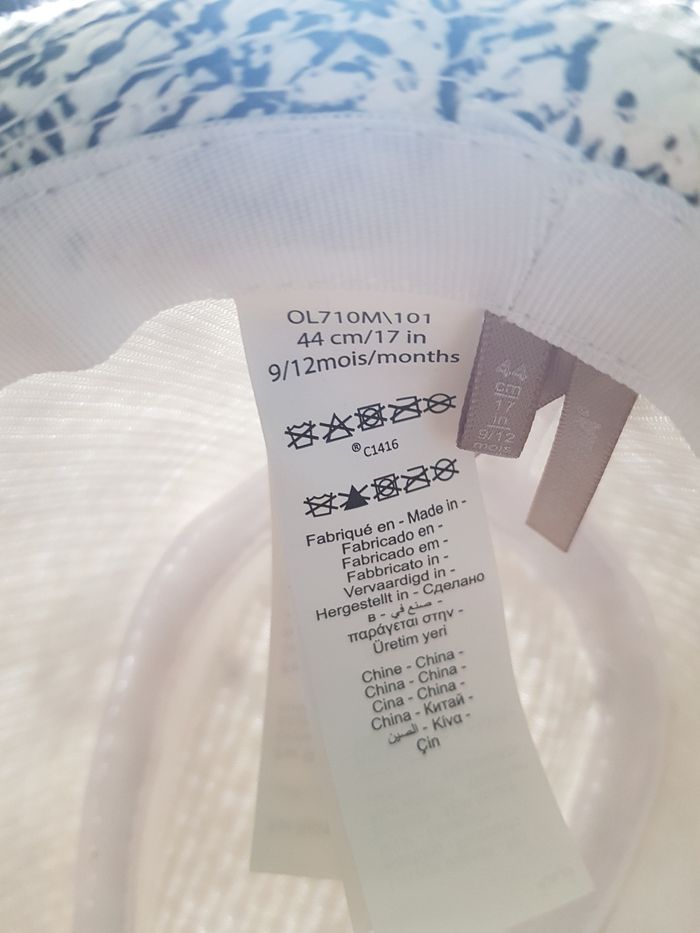 OL710M\101
44 cm/17 in
9/12mois/months
® C1416
Fabriqué en - Made in -
Fabricado en -
Fabricado em -
Fabbricato in -
Vervaardigd in -
Hergestellt in - Сделано
в - صنع في -
παράγεται στην -
Üretim yeri
Chine - China -
China - China -
Cina - China -
China - Китай -
الصين - Κίνα -
Çin
44
cm
17
in
9/12
mois